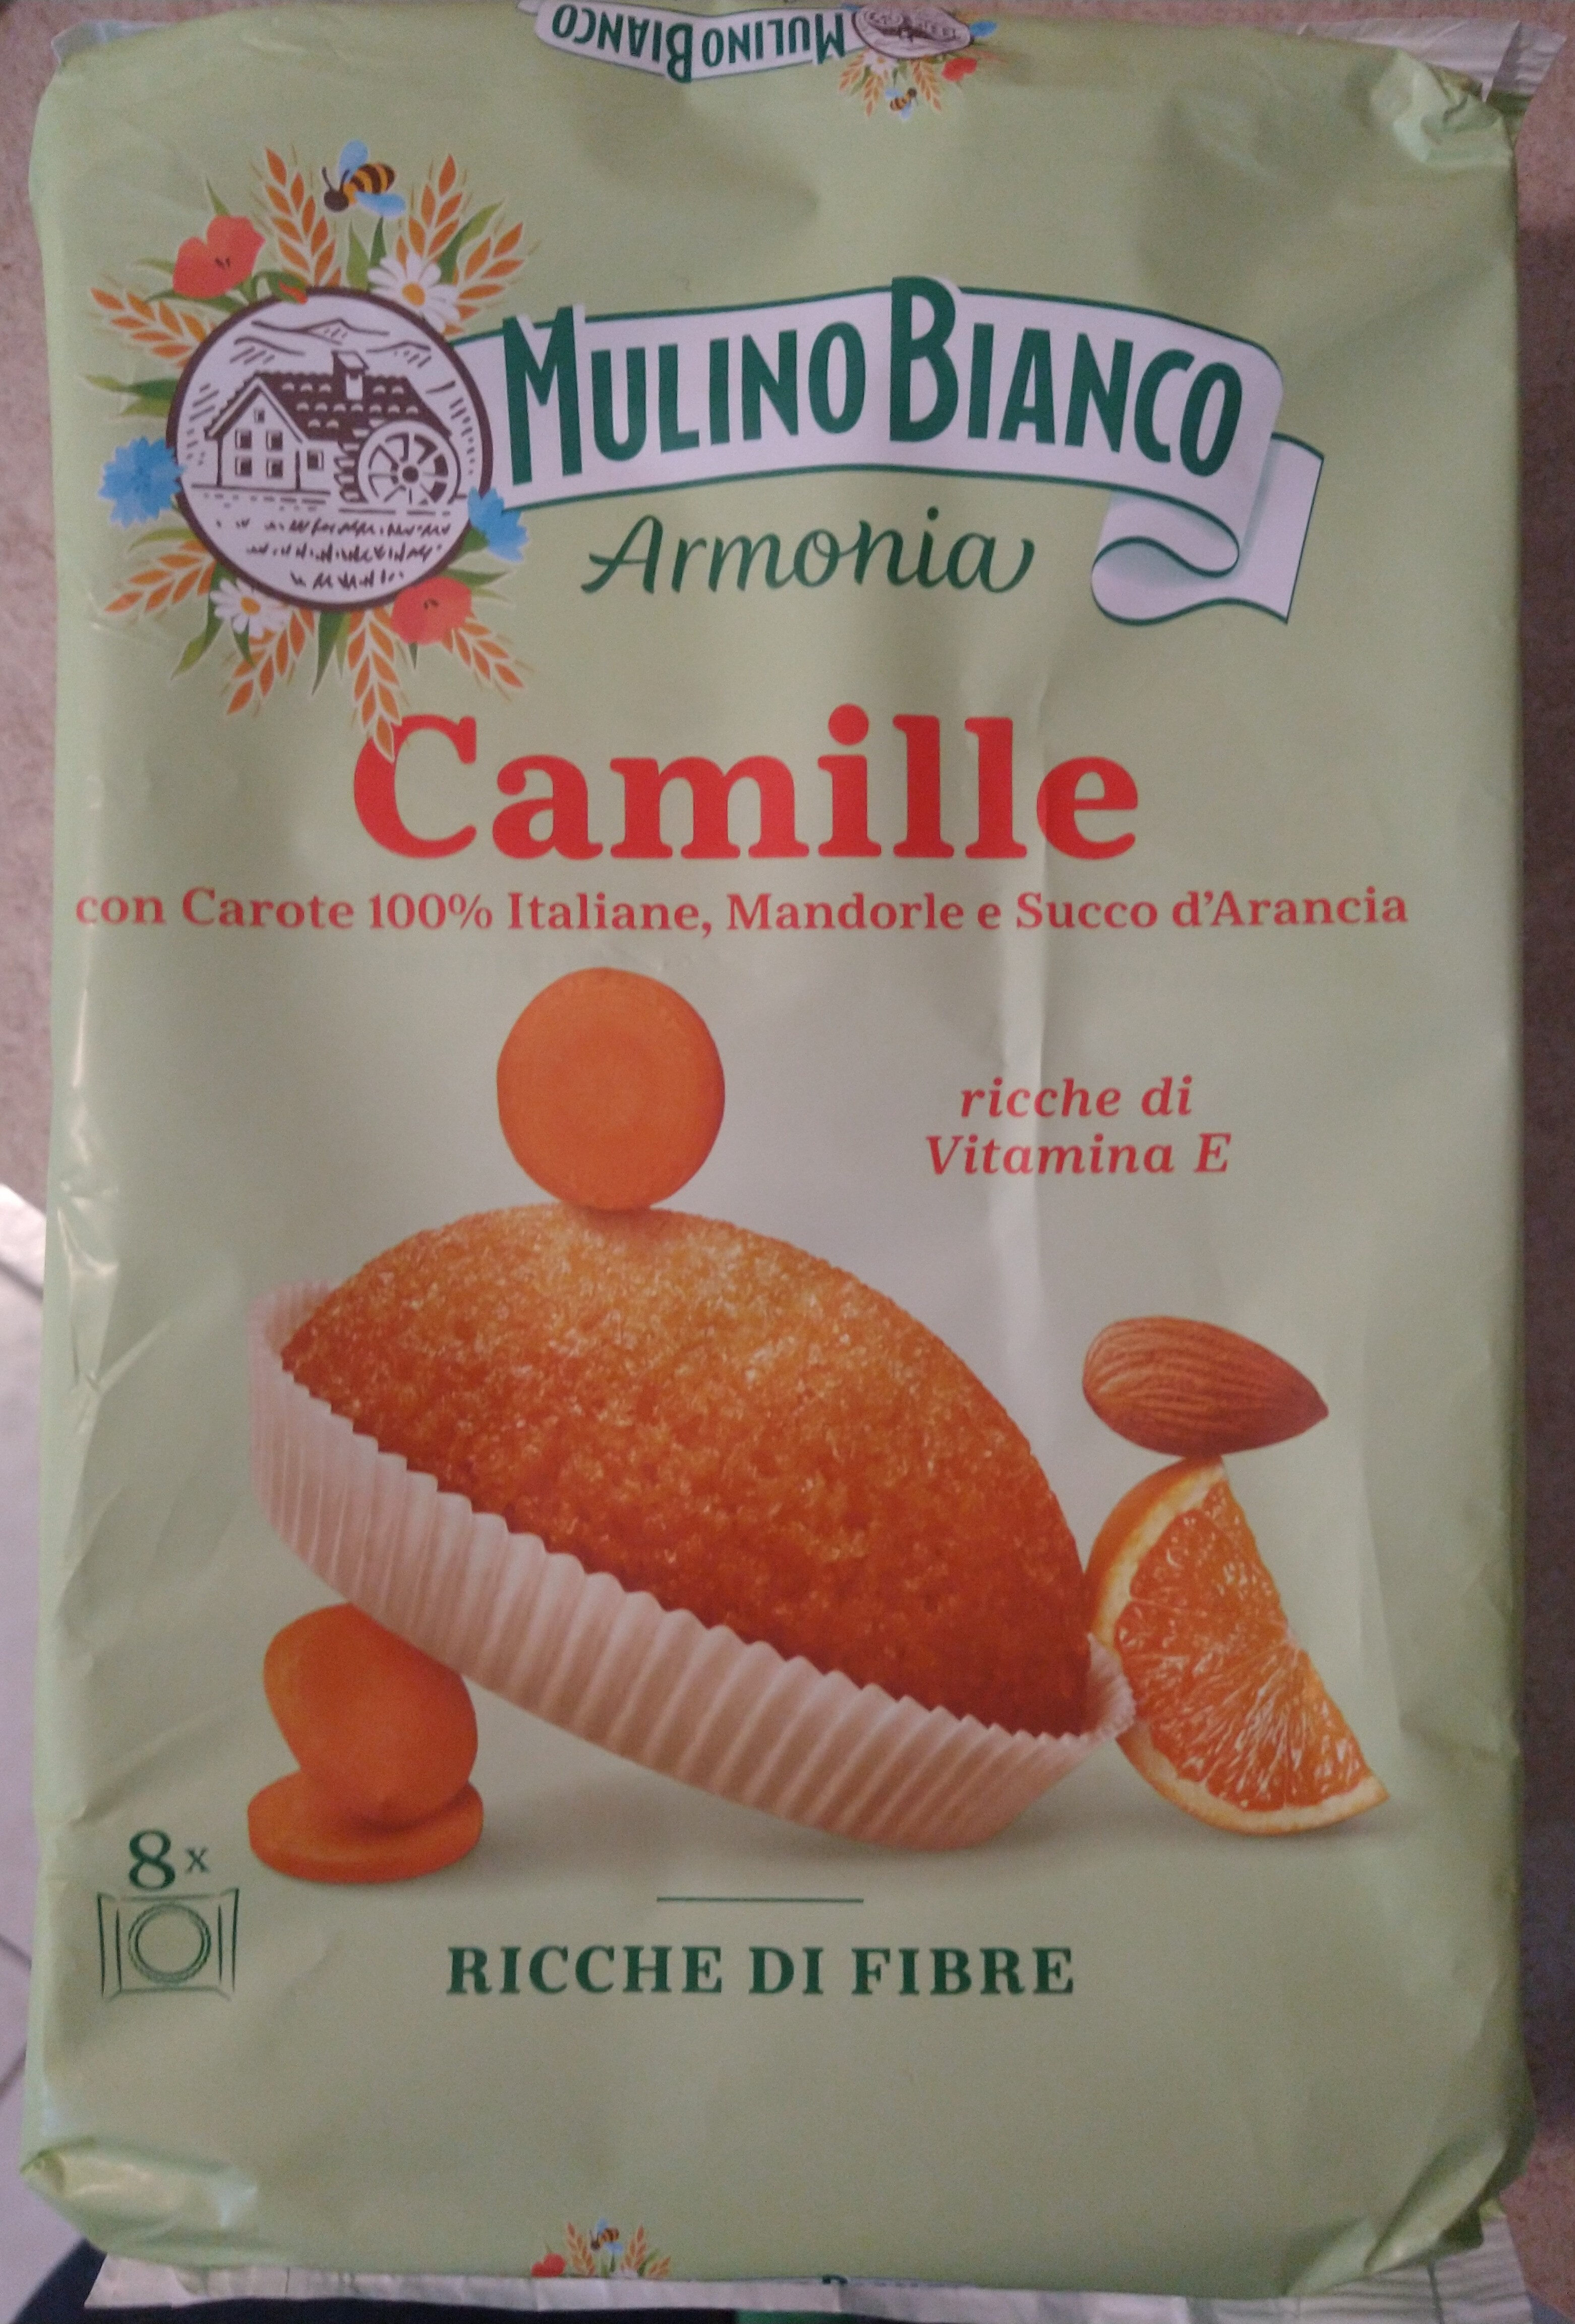 MULINO BIANCO
MULINO BIANCO
Armonia
Camille
con Carote 100% Italiane, Mandorle e Succo d'Arancia
ricche di
Vitamina E
8x
RICCHE DI FIBRE